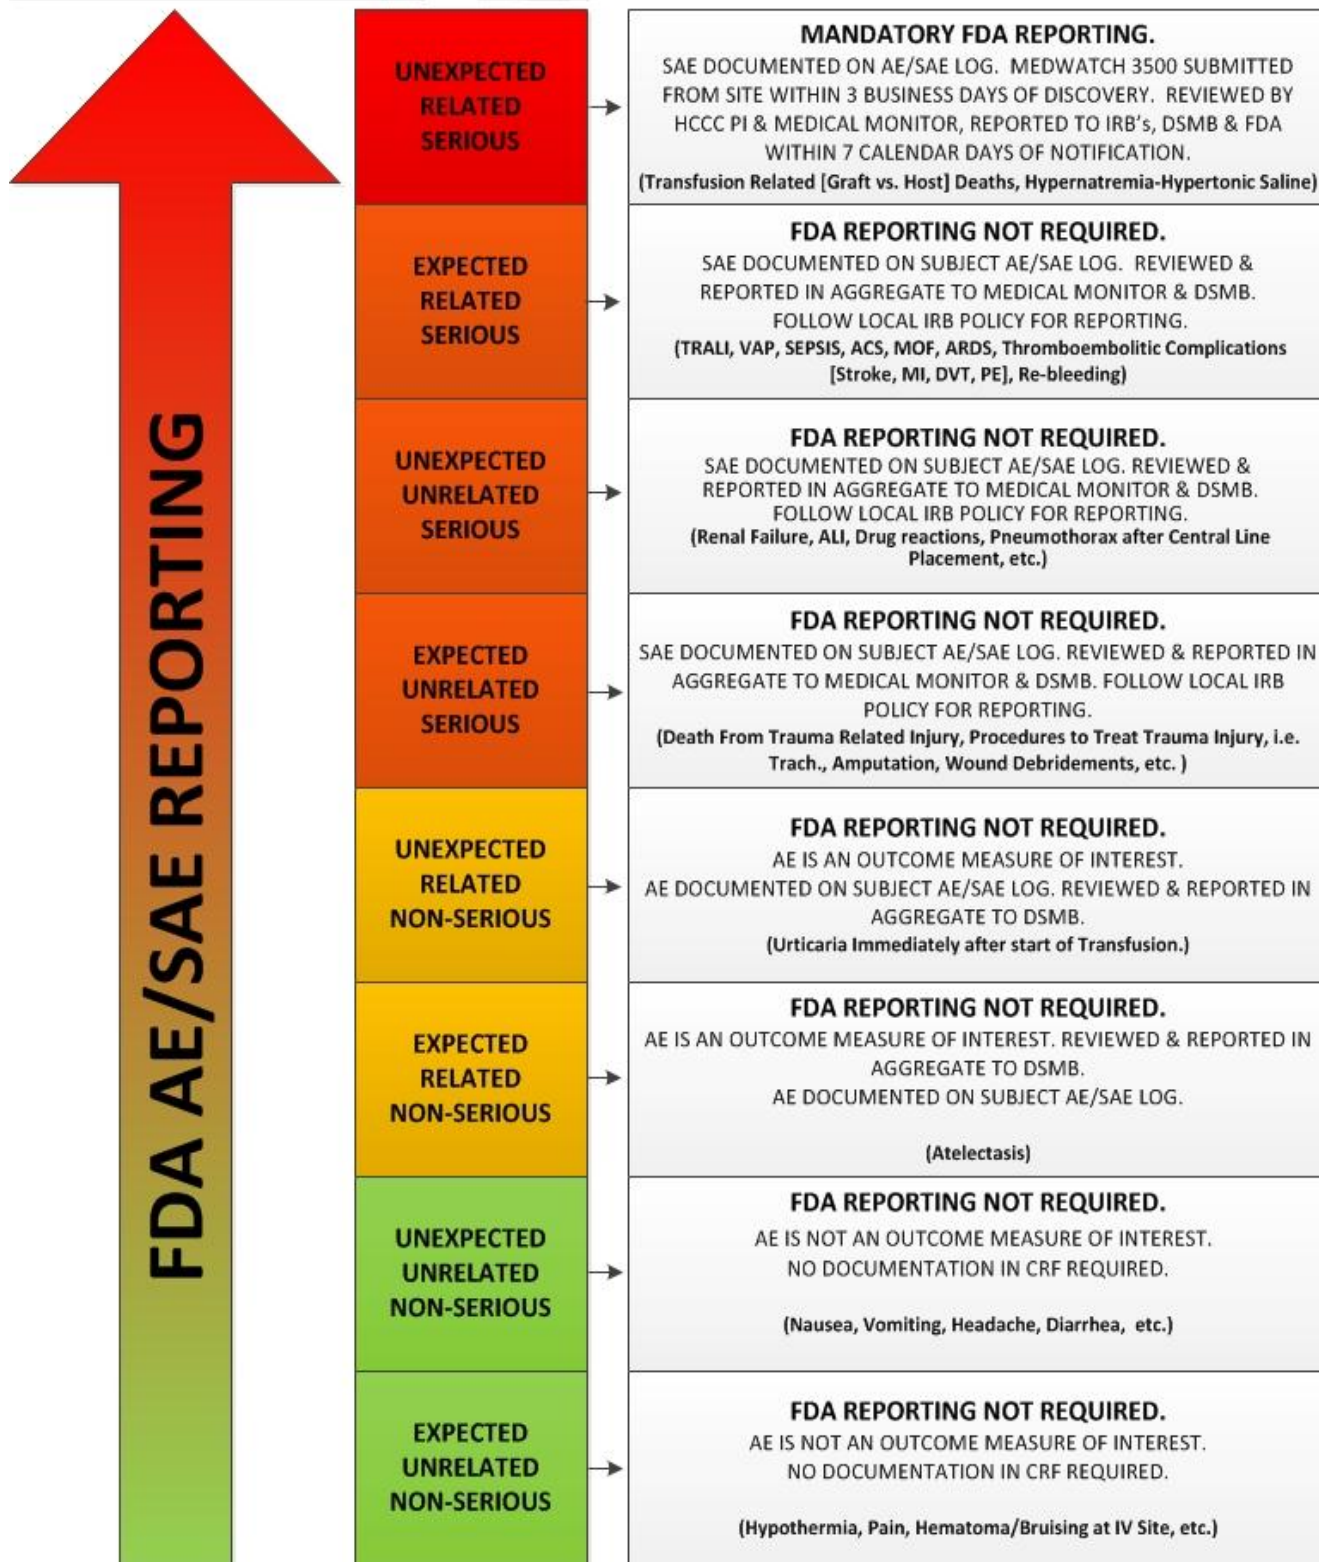 FDA AE/SAE REPORTING
UNEXPECTED
RELATED
SERIOUS
MANDATORY FDA REPORTING.
SAE DOCUMENTED ON AE/SAE LOG. MEDWATCH 3500 SUBMITTED
FROM SITE WITHIN 3 BUSINESS DAYS OF DISCOVERY. REVIEWED BY
HCCC PI & MEDICAL MONITOR, REPORTED TO IRB's, DSMB & FDA
WITHIN 7 CALENDAR DAYS OF NOTIFICATION.
(Transfusion Related [Graft vs. Host] Deaths, Hypernatremia-Hypertonic Saline)
EXPECTED
RELATED
SERIOUS
FDA REPORTING NOT REQUIRED.
SAE DOCUMENTED ON SUBJECT AE/SAE LOG. REVIEWED &
REPORTED IN AGGREGATE TO MEDICAL MONITOR & DSMB.
FOLLOW LOCAL IRB POLICY FOR REPORTING.
(TRALI, VAP, SEPSIS, ACS, MOF, ARDS, Thromboembolitic Complications
[Stroke, MI, DVT, PE], Re-bleeding)
UNEXPECTED
UNRELATED
SERIOUS
FDA REPORTING NOT REQUIRED.
SAE DOCUMENTED ON SUBJECT AE/SAE LOG. REVIEWED &
REPORTED IN AGGREGATE TO MEDICAL MONITOR & DSMB.
FOLLOW LOCAL IRB POLICY FOR REPORTING.
(Renal Failure, ALI, Drug reactions, Pneumothorax after Central Line
Placement, etc.)
EXPECTED
UNRELATED
SERIOUS
FDA REPORTING NOT REQUIRED.
SAE DOCUMENTED ON SUBJECT AE/SAE LOG. REVIEWED & REPORTED IN
AGGREGATE TO MEDICAL MONITOR & DSMB. FOLLOW LOCAL IRB
POLICY FOR REPORTING.
(Death From Trauma Related Injury, Procedures to Treat Trauma Injury, i.e.
Trach., Amputation, Wound Debridements, etc. )
UNEXPECTED
RELATED
NON-SERIOUS
FDA REPORTING NOT REQUIRED.
AE IS AN OUTCOME MEASURE OF INTEREST.
AE DOCUMENTED ON SUBJECT AE/SAE LOG. REVIEWED & REPORTED IN
AGGREGATE TO DSMB.
(Urticaria Immediately after start of Transfusion.)
EXPECTED
RELATED
NON-SERIOUS
FDA REPORTING NOT REQUIRED.
AE IS AN OUTCOME MEASURE OF INTEREST. REVIEWED & REPORTED IN
AGGREGATE TO DSMB.
AE DOCUMENTED ON SUBJECT AE/SAE LOG.
(Atelectasis)
UNEXPECTED
UNRELATED
NON-SERIOUS
FDA REPORTING NOT REQUIRED.
AE IS NOT AN OUTCOME MEASURE OF INTEREST.
NO DOCUMENTATION IN CRF REQUIRED.
(Nausea, Vomiting, Headache, Diarrhea, etc.)
EXPECTED
UNRELATED
NON-SERIOUS
FDA REPORTING NOT REQUIRED.
AE IS NOT AN OUTCOME MEASURE OF INTEREST.
NO DOCUMENTATION IN CRF REQUIRED.
(Hypothermia, Pain, Hematoma/Bruising at IV Site, etc.)